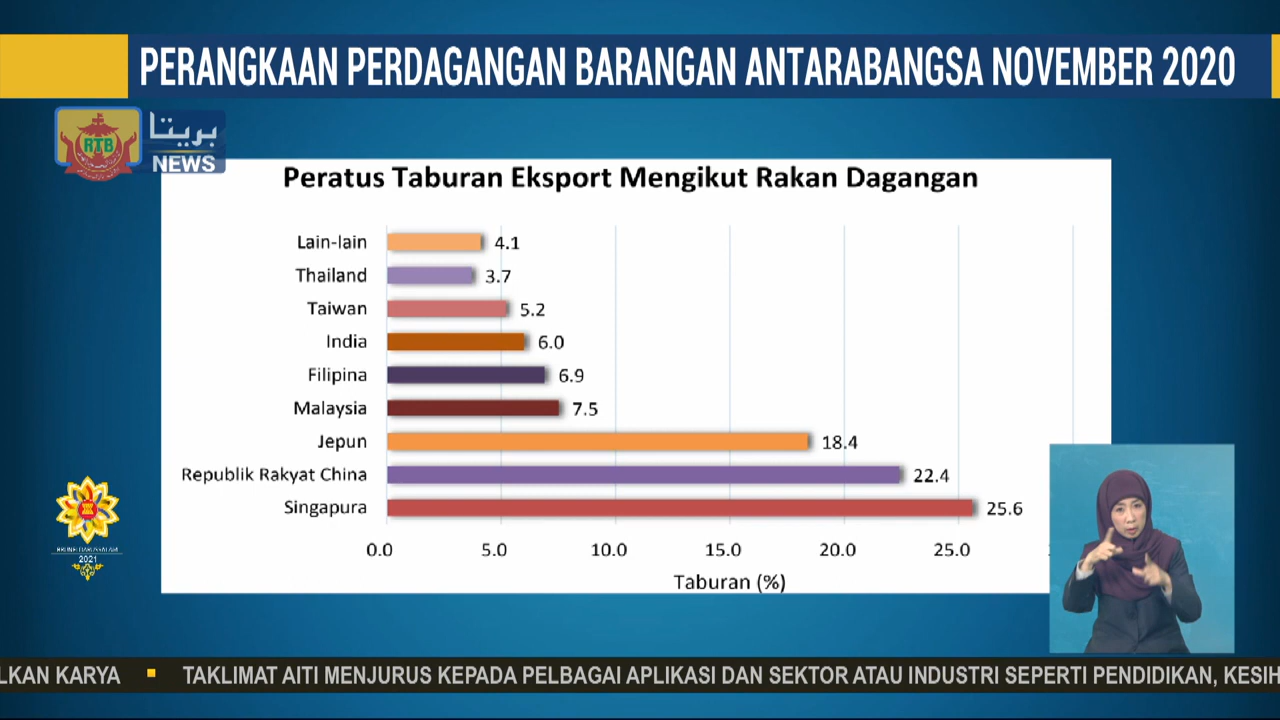 PERANGKAAN PERDAGANGAN BARANGAN ANTARABANGSA NOVEMBER 2020
RTB
بريتا
NEWS
Peratus Taburan Eksport Mengikut Rakan Dagangan
Lain-lain 4.1
Thailand 3.7
Taiwan 5.2
India 6.0
Filipina 6.9
Malaysia 7.5
Jepun 18.4
Republik Rakyat China 22.4
Singapura 25.6
0.0 5.0 10.0 15.0 20.0 25.0
Taburan (%)
BRUNEI DARUSSALAM
2021
LKAN KARYA ▪ TAKLIMAT AITI MENJURUS KEPADA PELBAGAI APLIKASI DAN SEKTOR ATAU INDUSTRI SEPERTI PENDIDIKAN, KESIH